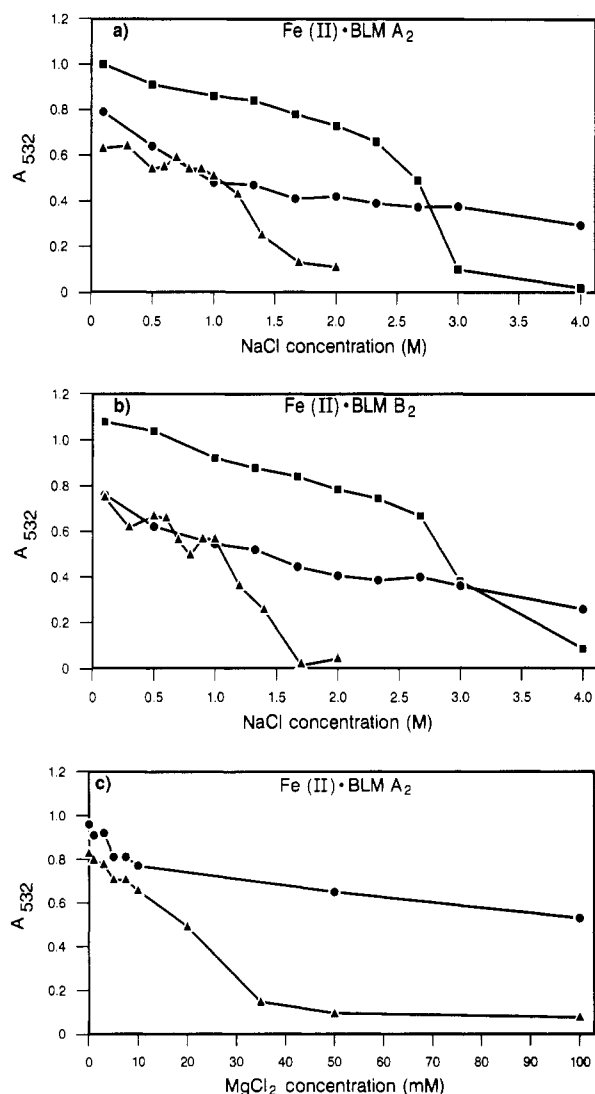 a) Fe (II)•BLM A2
1.2
1.0
0.8
0.6
0.4
0.2
0
A 532
0 0.5 1.0 1.5 2.0 2.5 3.0 3.5 4.0
NaCl concentration (M)
b) Fe (II)•BLM B2
1.2
1.0
0.8
0.6
0.4
0.2
0
A 532
0 0.5 1.0 1.5 2.0 2.5 3.0 3.5 4.0
NaCl concentration (M)
c) Fe (II)•BLM A2
1.2
1.0
0.8
0.6
0.4
0.2
0
A 532
0 10 20 30 40 50 60 70 80 90 100
MgCl2 concentration (mM)